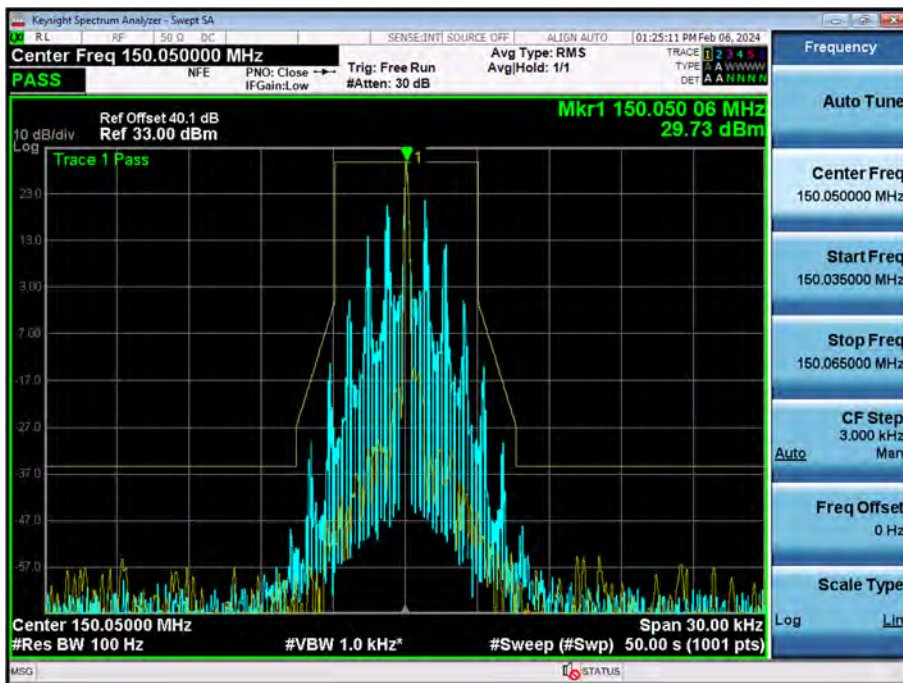 Keysight Spectrum Analyzer - Swept SA
RL RF 50 Ω DC SENSE:INT SOURCE OFF ALIGN AUTO 01:25:11 PM Feb 06, 2024
Center Freq 150.050000 MHz
PASS
NFE
PNO: Close
IFGain:Low
Trig: Free Run
#Atten: 30 dB
Avg Type: RMS
Avg|Hold: 1/1
TRACE 1 2 3 4 5
TYPE A A W W W W
DET A A N N N N
Ref Offset 40.1 dB
10 dB/div Ref 33.00 dBm
Log
Mkr1 150.050 06 MHz
29.73 dBm
Trace 1 Pass
1
23.0
13.0
3.00
-7.00
-17.0
-27.0
-37.0
-47.0
-57.0
Center 150.05000 MHz Span 30.00 kHz
#Res BW 100 Hz #VBW 1.0 kHz* #Sweep (#Swp) 50.00 s (1001 pts)
MSG STATUS
Frequency
Auto Tune
Center Freq
150.050000 MHz
Start Freq
150.035000 MHz
Stop Freq
150.065000 MHz
CF Step
3.000 kHz
Auto Man
Freq Offset
0 Hz
Scale Type
Log Lin